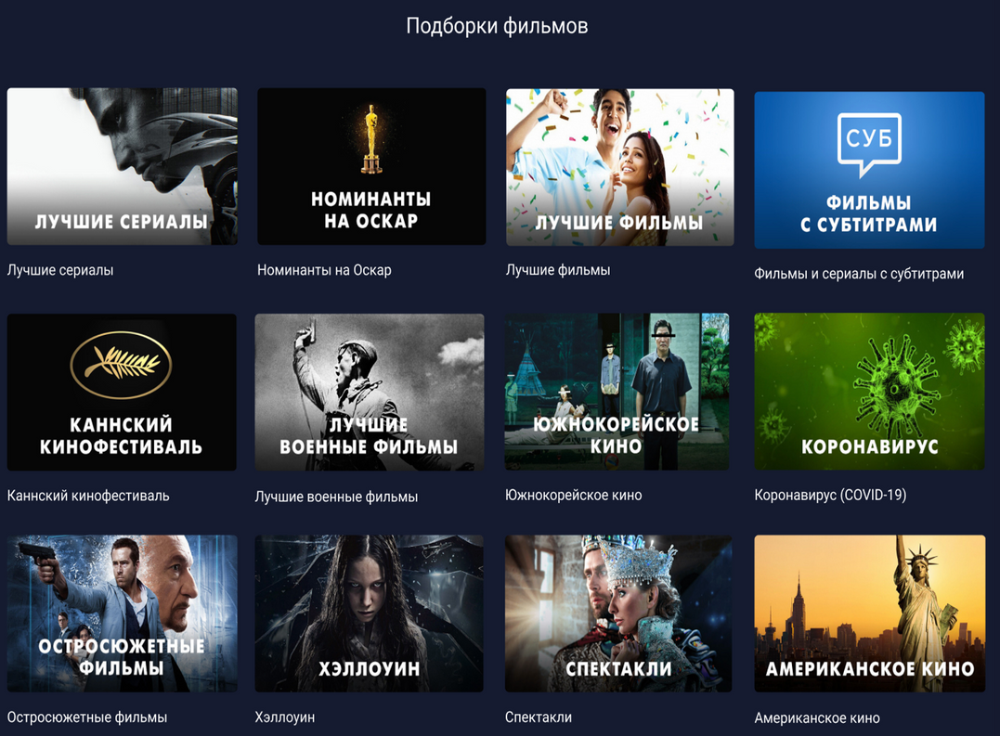 Подборки фильмов
ЛУЧШИЕ СЕРИАЛЫ
Лучшие сериалы
НОМИНАНТЫ
НА ОСКАР
Номинанты на Оскар
ЛУЧШИЕ ФИЛЬМЫ
Лучшие фильмы
СУБ
ФИЛЬМЫ
С СУБТИТРАМИ
Фильмы и сериалы с субтитрами
КАННСКИЙ
КИНОФЕСТИВАЛЬ
Каннский кинофестиваль
ЛУЧШИЕ
ВОЕННЫЕ ФИЛЬМЫ
Лучшие военные фильмы
ЮЖНОКОРЕЙСКОЕ
КИНО
Южнокорейское кино
КОРОНАВИРУС
Коронавирус (COVID-19)
ОСТРОСЮЖЕТНЫЕ
ФИЛЬМЫ
Остросюжетные фильмы
ХЭЛЛОУИН
Хэллоуин
СПЕКТАКЛИ
Спектакли
АМЕРИКАНСКОЕ КИНО
Американское кино